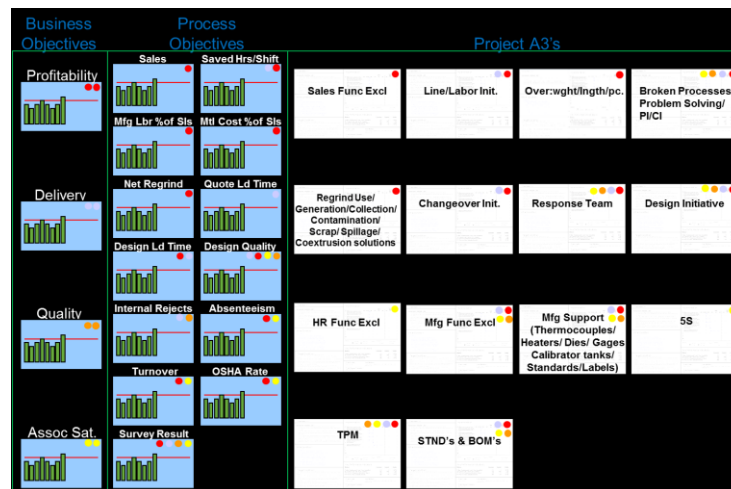 Business
Objectives
Process
Objectives
Project A3's
Profitability
Delivery
Quality
Assoc Sat.
Sales
Saved Hrs/Shift
Mfg Lbr %of Sls
Mtl Cost %of Sls
Net Regrind
Quote Ld Time
Design Ld Time
Design Quality
Internal Rejects
Absenteeism
Turnover
OSHA Rate
Survey Result
Sales Func Excl
Line/Labor Init.
Over:wght/lngth/pc.
Broken Processes
Problem Solving/
PI/CI
Regrind Use/
Generation/Collection/
Contamination/
Scrap/ Spillage/
Coextrusion solutions
Changeover Init.
Response Team
Design Initiative
HR Func Excl
Mfg Func Excl
Mfg Support
(Thermocouples/
Heaters/ Dies/ Gages
Calibrator tanks/
Standards/Labels)
5S
TPM
STND's & BOM's